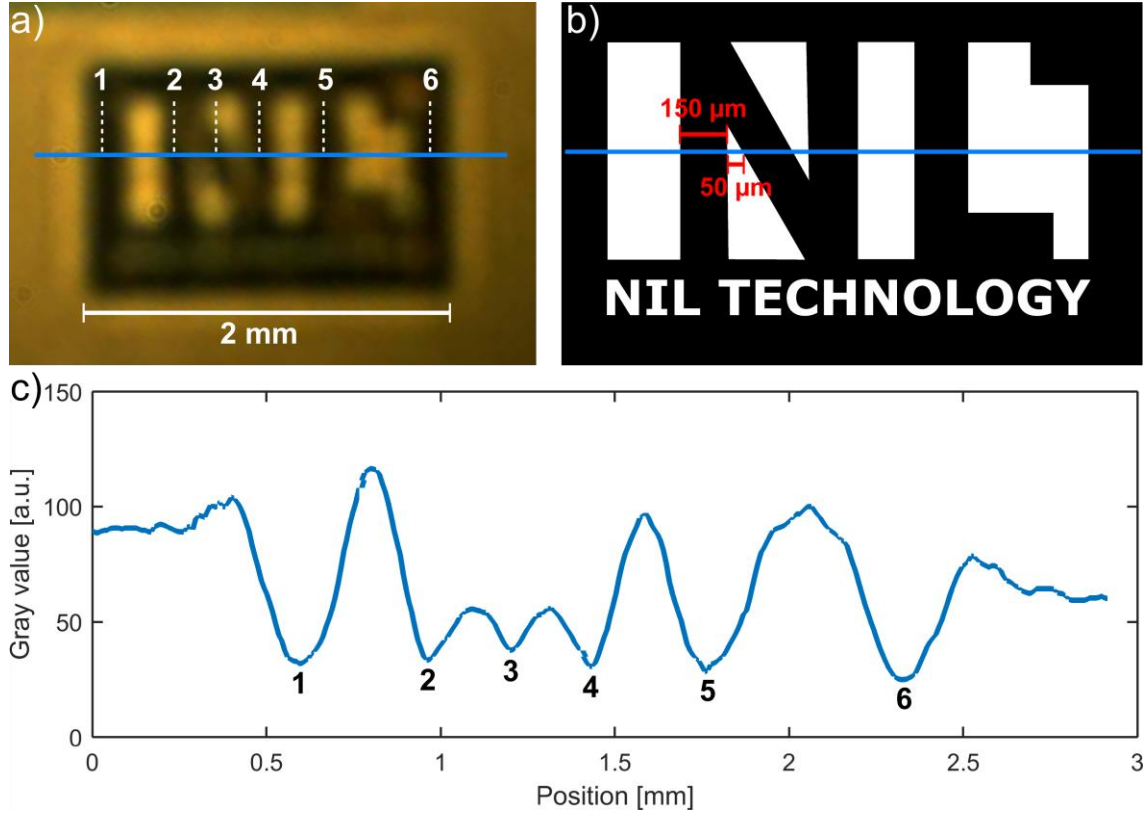 a)
1 2 3 4 5 6
2 mm
b)
150 µm
50 µm
NIL TECHNOLOGY
c)
150
100
50
0
Gray value [a.u.]
1 2 3 4 5 6
0 0.5 1 1.5 2 2.5 3
Position [mm]